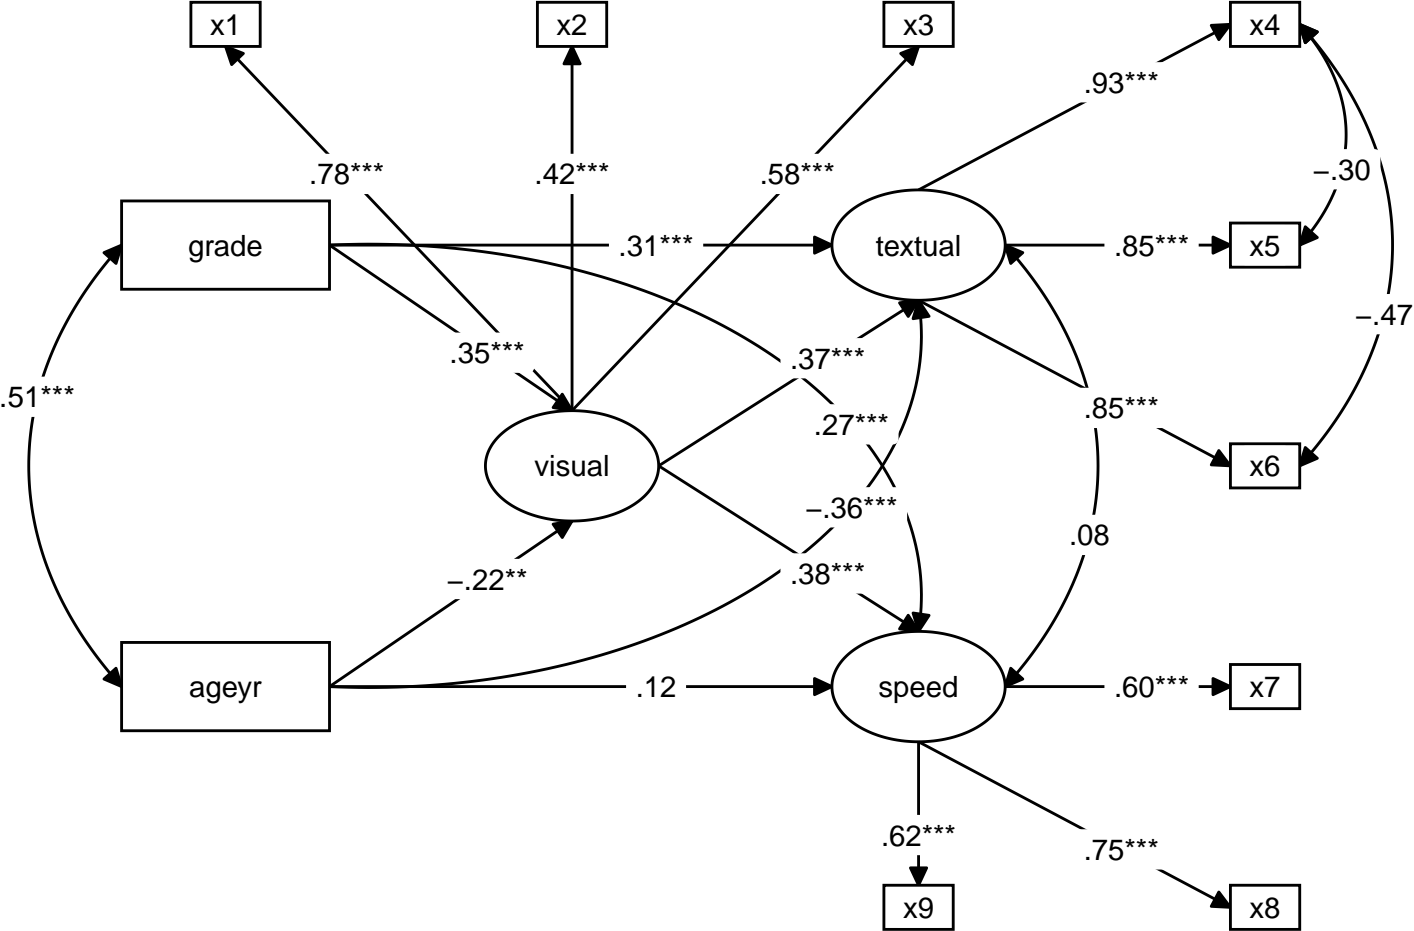 x1
x2
x3
x4
.93***
.78***
.42***
.58***
−.30
grade
.31***
textual
.85***
x5
−.47
.35***
.37***
.51***
.85***
.27***
visual
x6
−.36***
.08
−.22**
.38***
ageyr
.12
speed
.60***
x7
.62***
.75***
x9
x8